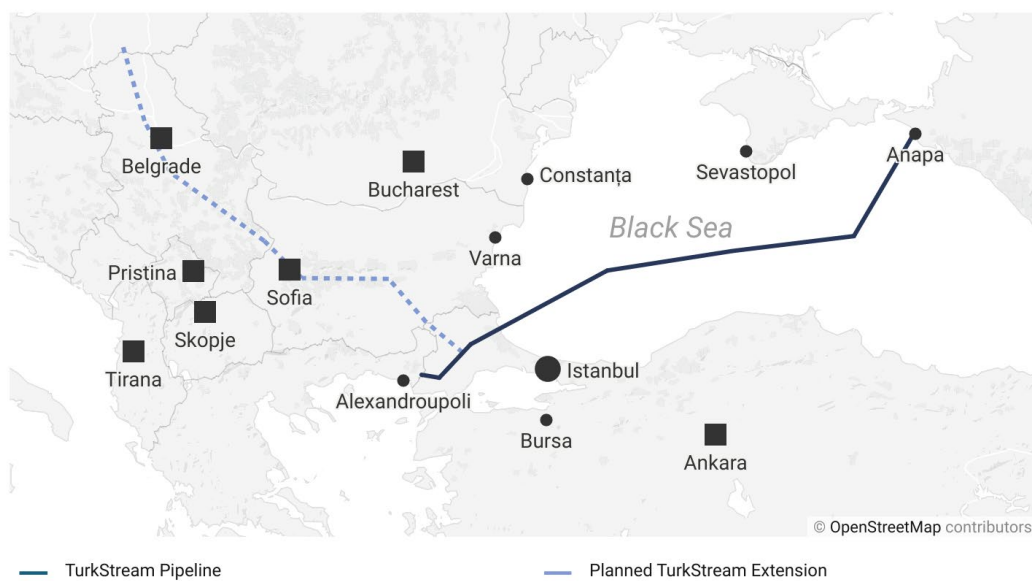 Belgrade
Bucharest
Constanța
Sevastopol
Anapa
Black Sea
Varna
Pristina
Sofia
Skopje
Tirana
Alexandroupoli
Istanbul
Bursa
Ankara
© OpenStreetMap contributors
TurkStream Pipeline
Planned TurkStream Extension